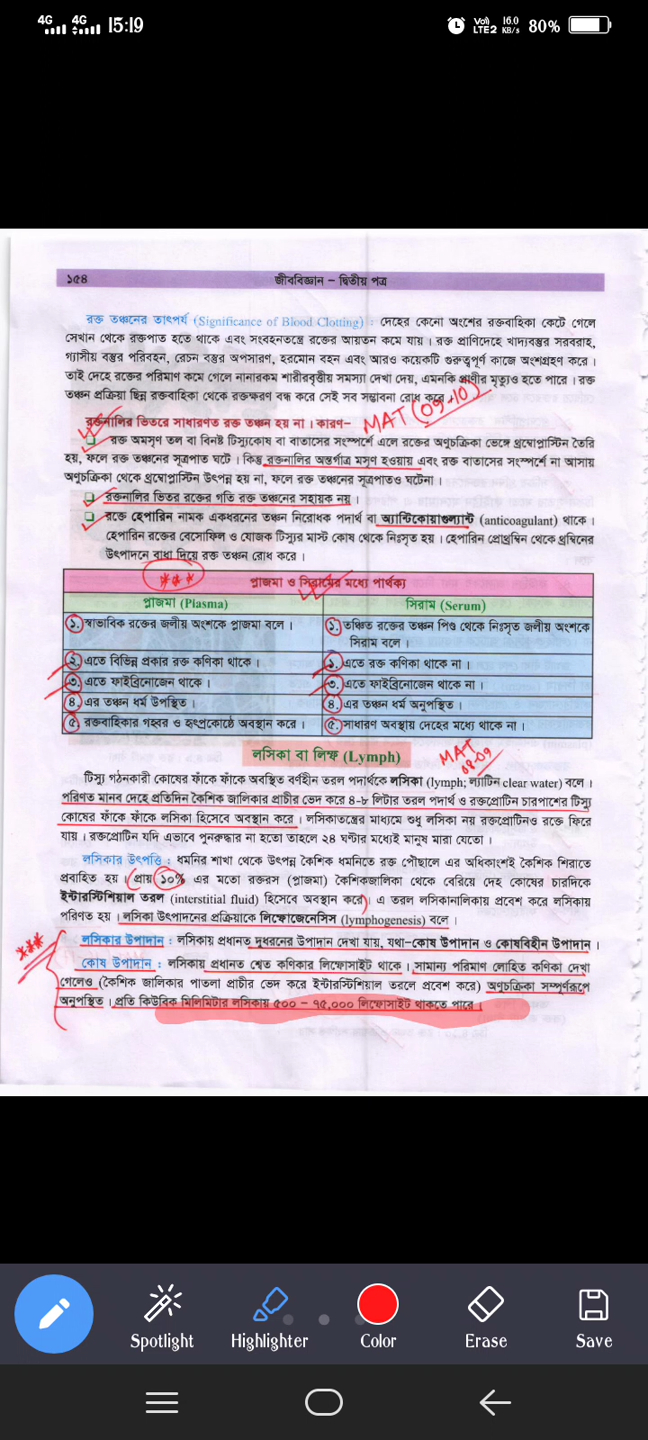 4G 4G 15:19 Vo) LTE2 16.0 KB/s 80%
১৫৪ জীববিজ্ঞান – দ্বিতীয় পত্র
রক্ত তঞ্চনের তাৎপর্য (Significance of Blood Clotting) : দেহের কেনো অংশের রক্তবাহিকা কেটে গেলে
সেখান থেকে রক্তপাত হতে থাকে এবং সংবহনতন্ত্রে রক্তের আয়তন কমে যায়। রক্ত প্রাণিদেহে খাদ্যবস্তুর সরবরাহ,
গ্যাসীয় বস্তুর পরিবহন, রেচন বস্তুর অপসারণ, হরমোন বহন এবং আরও কয়েকটি গুরুত্বপূর্ণ কাজে অংশগ্রহণ করে।
তাই দেহে রক্তের পরিমাণ কমে গেলে নানারকম শারীরবৃত্তীয় সমস্যা দেখা দেয়, এমনকি প্রাণীর মৃত্যুও হতে পারে। রক্ত
তঞ্চন প্রক্রিয়া ছিন্ন রক্তবাহিকা থেকে রক্তক্ষরণ বন্ধ করে সেই সব সম্ভাবনা রোধ করে।
MAT (09-10)
রক্তনালির ভিতরে সাধারণত রক্ত তঞ্চন হয় না। কারণ–
রক্ত অমসৃণ তল বা বিনষ্ট টিস্যুকোষ বা বাতাসের সংস্পর্শে এলে রক্তের অণুচক্রিকা ভেঙ্গে থ্রম্বোপ্লাস্টিন তৈরি
হয়, ফলে রক্ত তঞ্চনের সূত্রপাত ঘটে। কিন্তু রক্তনালির অন্তর্গাত্র মসৃণ হওয়ায় এবং রক্ত বাতাসের সংস্পর্শে না আসায়
অণুচক্রিকা থেকে থ্রম্বোপ্লাস্টিন উৎপন্ন হয় না, ফলে রক্ত তঞ্চনের সূত্রপাতও ঘটেনা।
রক্তনালির ভিতর রক্তের গতি রক্ত তঞ্চনের সহায়ক নয়।
রক্তে হেপারিন নামক একধরনের তঞ্চন নিরোধক পদার্থ বা অ্যান্টিকোয়াগুল্যান্ট (anticoagulant) থাকে।
হেপারিন রক্তের বেসোফিল ও যোজক টিস্যুর মাস্ট কোষ থেকে নিঃসৃত হয়। হেপারিন প্রোথ্রম্বিন থেকে থ্রম্বিনের
উৎপাদনে বাধা দিয়ে রক্ত তঞ্চন রোধ করে।
***
প্লাজমা ও সিরামের মধ্যে পার্থক্য
প্লাজমা (Piasma) সিরাম (Serum)
১. স্বাভাবিক রক্তের জলীয় অংশকে প্লাজমা বলে। ১. তঞ্চিত রক্তের তঞ্চন পিণ্ড থেকে নিঃসৃত জলীয় অংশকে
সিরাম বলে।
২. এতে বিভিন্ন প্রকার রক্ত কণিকা থাকে। ২. এতে রক্ত কণিকা থাকে না।
৩. এতে ফাইব্রিনোজেন থাকে। ৩. এতে ফাইব্রিনোজেন থাকে না।
৪. এর তঞ্চন ধর্ম উপস্থিত। ৪. এর তঞ্চন ধর্ম অনুপস্থিত।
৫. রক্তবাহিকার গহ্বর ও হৃৎপ্রকোষ্ঠে অবস্থান করে। ৫. সাধারণ অবস্থায় দেহের মধ্যে থাকে না।
লসিকা বা লিম্ফ (Lymph)
MAT
08-09
টিস্যু গঠনকারী কোষের ফাঁকে ফাঁকে অবস্থিত বর্ণহীন তরল পদার্থকে লসিকা (lymph; ল্যাটিন clear water) বলে।
পরিণত মানব দেহে প্রতিদিন কৈশিক জালিকার প্রাচীর ভেদ করে ৪-৮ লিটার তরল পদার্থ ও রক্তপ্রোটিন চারপাশের টিস্যু
কোষের ফাঁকে ফাঁকে লসিকা হিসেবে অবস্থান করে। লসিকাতন্ত্রের মাধ্যমে শুধু লসিকা নয় রক্তপ্রোটিনও রক্তে ফিরে
যায়। রক্তপ্রোটিন যদি এভাবে পুনরুদ্ধার না হতো তাহলে ২৪ ঘণ্টার মধ্যেই মানুষ মারা যেতো।
লসিকার উৎপত্তি : ধমনির শাখা থেকে উৎপন্ন কৈশিক ধমনিতে রক্ত পৌছালে এর অধিকাংশই কৈশিক শিরাতে
প্রবাহিত হয়। প্রায় ১০% এর মতো রক্তরস (প্লাজমা) কৈশিকজালিকা থেকে বেরিয়ে দেহ কোষের চারদিকে
ইন্টারস্টিশিয়াল তরল (interstitial fluid) হিসেবে অবস্থান করে। এ তরল লসিকানালিকায় প্রবেশ করে লসিকায়
পরিণত হয়। লসিকা উৎপাদনের প্রক্রিয়াকে লিম্ফোজেনেসিস (lymphogenesis) বলে।
***
লসিকার উপাদান : লসিকায় প্রধানত দুধরনের উপাদান দেখা যায়, যথা–কোষ উপাদান ও কোষবিহীন উপাদান।
কোষ উপাদান : লসিকায় প্রধানত শ্বেত কণিকার লিম্ফোসাইট থাকে। সামান্য পরিমাণ লোহিত কণিকা দেখা
গেলেও (কৈশিক জালিকার পাতলা প্রাচীর ভেদ করে ইন্টারস্টিশিয়াল তরলে প্রবেশ করে) অণুচক্রিকা সম্পূর্ণরূপে
অনুপস্থিত। প্রতি কিউবিক মিলিমিটার লসিকায় ৫০০ – ৭৫,০০০ লিম্ফোসাইট থাকতে পারে।
Spotlight Highlighter Color Erase Save